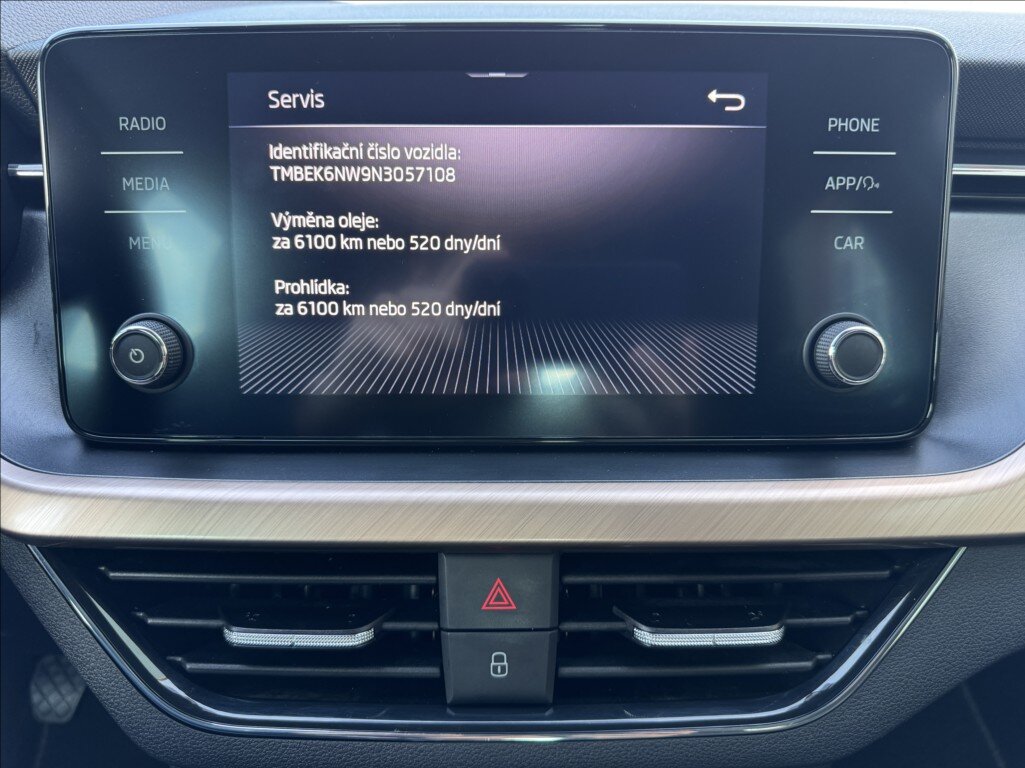 Servis
RADIO
MEDIA
MENU
Identifikační číslo vozidla:
TMBEK6NW9N3057108
Výměna oleje:
za 6100 km nebo 520 dny/dní
Prohlídka:
za 6100 km nebo 520 dny/dní
PHONE
APP/
CAR